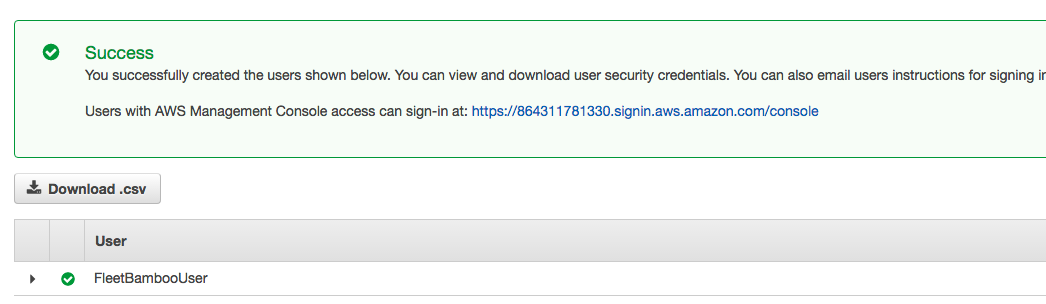 Success
You successfully created the users shown below. You can view and download user security credentials. You can also email users instructions for signing
Users with AWS Management Console access can sign-in at: https://864311781330.signin.aws.amazon.com/console
Download .csv
User
FleetBambooUser